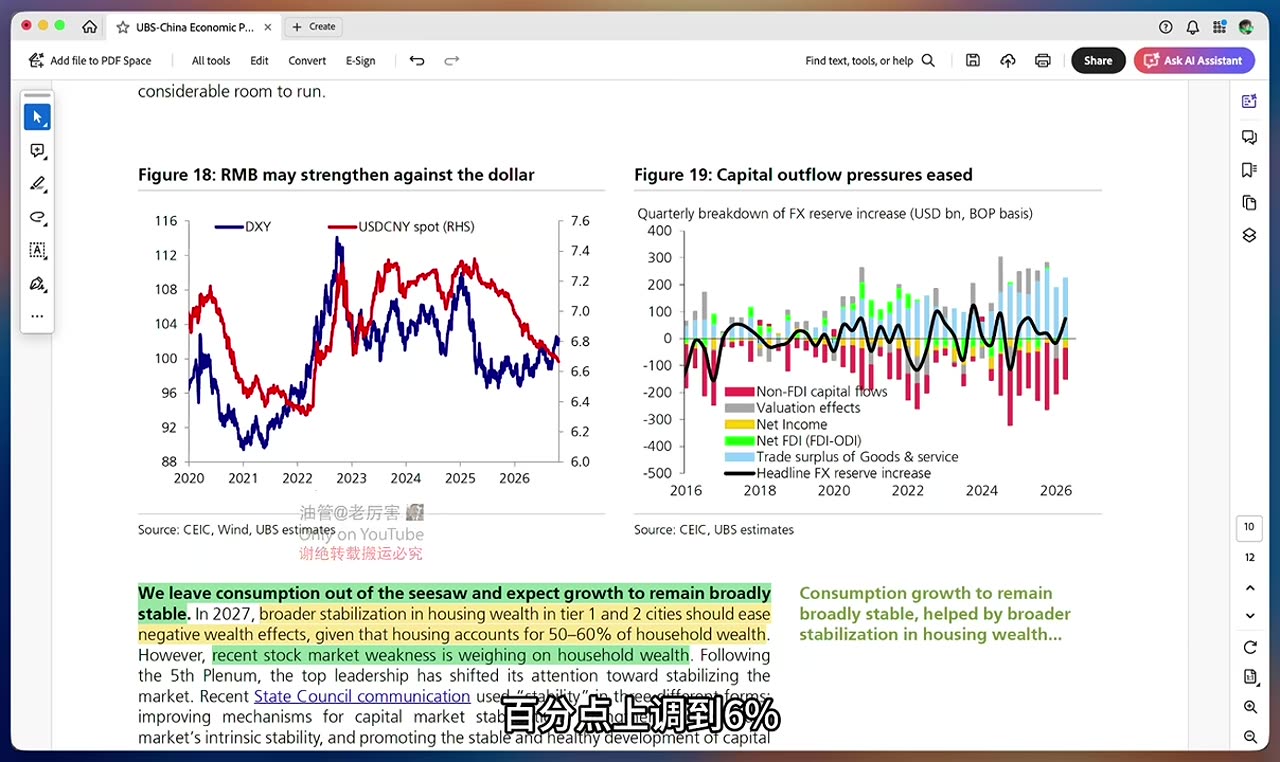 UBS-China Economic P...
Create
Add file to PDF Space
All tools
Edit
Convert
E-Sign
Find text, tools, or help
Share
Ask AI Assistant
considerable room to run.
Figure 18: RMB may strengthen against the dollar
DXY
USDCNY spot (RHS)
116
112
108
104
100
96
92
88
7.6
7.4
7.2
7.0
6.8
6.6
6.4
6.2
6.0
2020
2021
2022
2023
2024
2025
2026
Source: CEIC, Wind, UBS estimates
Figure 19: Capital outflow pressures eased
Quarterly breakdown of FX reserve increase (USD bn, BOP basis)
400
300
200
100
0
-100
-200
-300
-400
-500
Non-FDI capital flows
Valuation effects
Net Income
Net FDI (FDI-ODI)
Trade surplus of Goods & service
Headline FX reserve increase
2016
2018
2020
2022
2024
2026
Source: CEIC, UBS estimates
油管@老厉害
Only on YouTube
谢绝转载搬运必究
We leave consumption out of the seesaw and expect growth to remain broadly
stable. In 2027, broader stabilization in housing wealth in tier 1 and 2 cities should ease
negative wealth effects, given that housing accounts for 50–60% of household wealth.
However, recent stock market weakness is weighing on household wealth. Following
the 5th Plenum, the top leadership has shifted its attention toward stabilizing the
market. Recent State Council communication used "stability" in three different forms:
improving mechanisms for capital market
market's intrinsic stability, and promoting the stable and healthy development of capital
Consumption growth to remain
broadly stable, helped by broader
stabilization in housing wealth...
百分点上调到6%
10
12